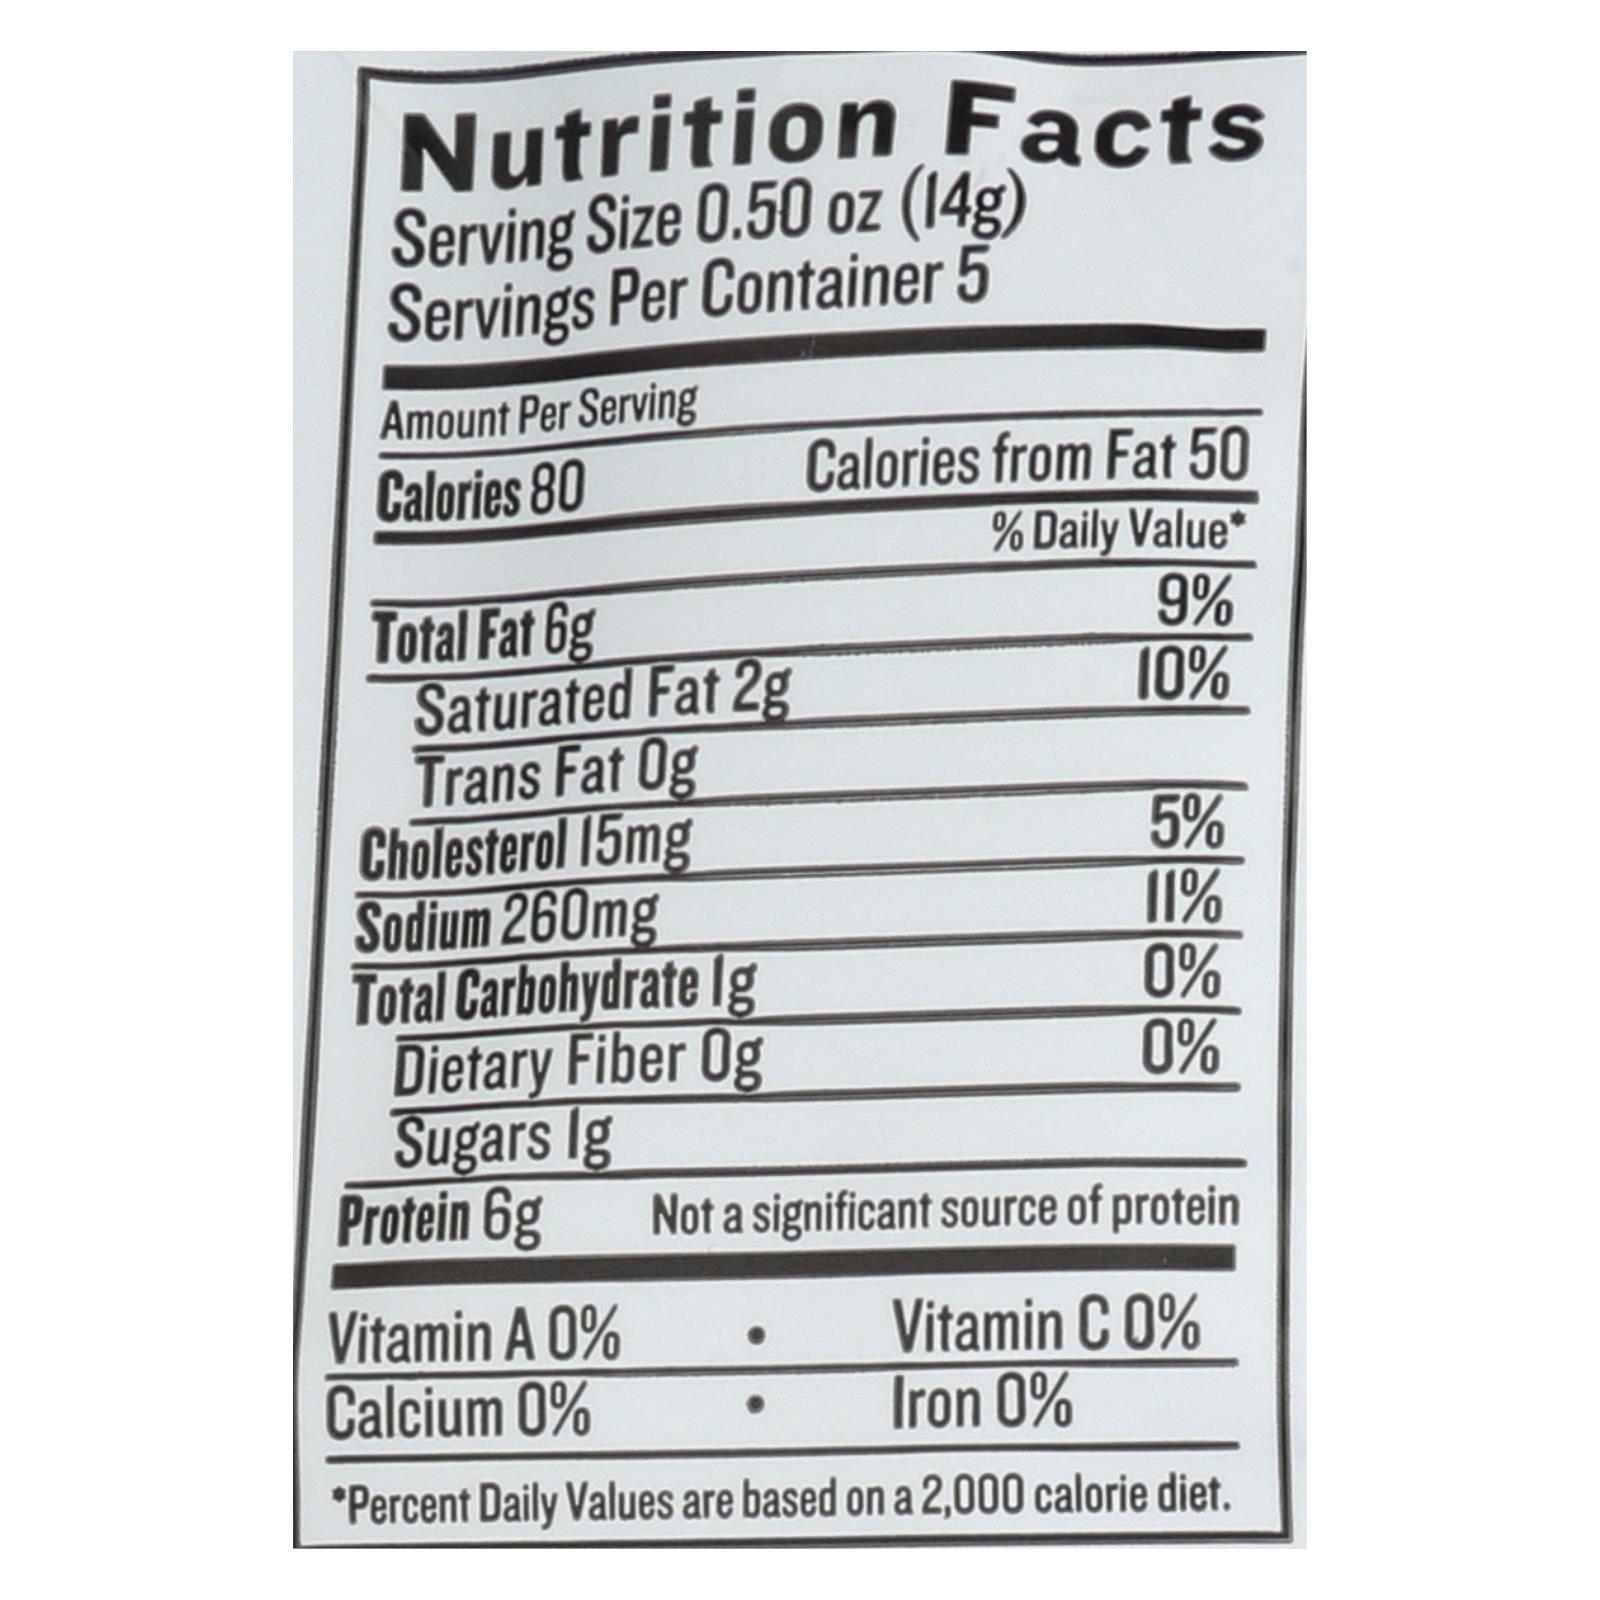 Nutrition Facts
Serving Size 0.50 oz (14g)
Servings Per Container 5
Amount Per Serving
Calories 80 Calories from Fat 50
% Daily Value*
Total Fat 6g 9%
Saturated Fat 2g 10%
Trans Fat 0g
Cholesterol 15mg 5%
Sodium 260mg 11%
Total Carbohydrate 1g 0%
Dietary Fiber 0g 0%
Sugars 1g
Protein 6g Not a significant source of protein
Vitamin A 0% • Vitamin C 0%
Calcium 0% • Iron 0%
*Percent Daily Values are based on a 2,000 calorie diet.